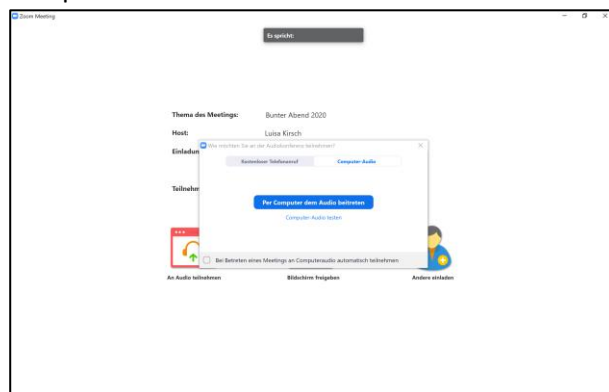 Zoom Meeting
Es spricht:
Thema des Meetings: Bunter Abend 2020
Host: Luisa Kirsch
Einladun
Wie möchten Sie an der Audiokonferenz teilnehmen?
Kostenloser Telefonanruf Computer Audio
Teilnehm
Per Computer dem Audio beitreten
Computer Audio testen
Bei Betreten eines Meetings an Computeraudio automatisch teilnehmen
An Audio teilnehmen Bildschirm freigeben Andere einladen